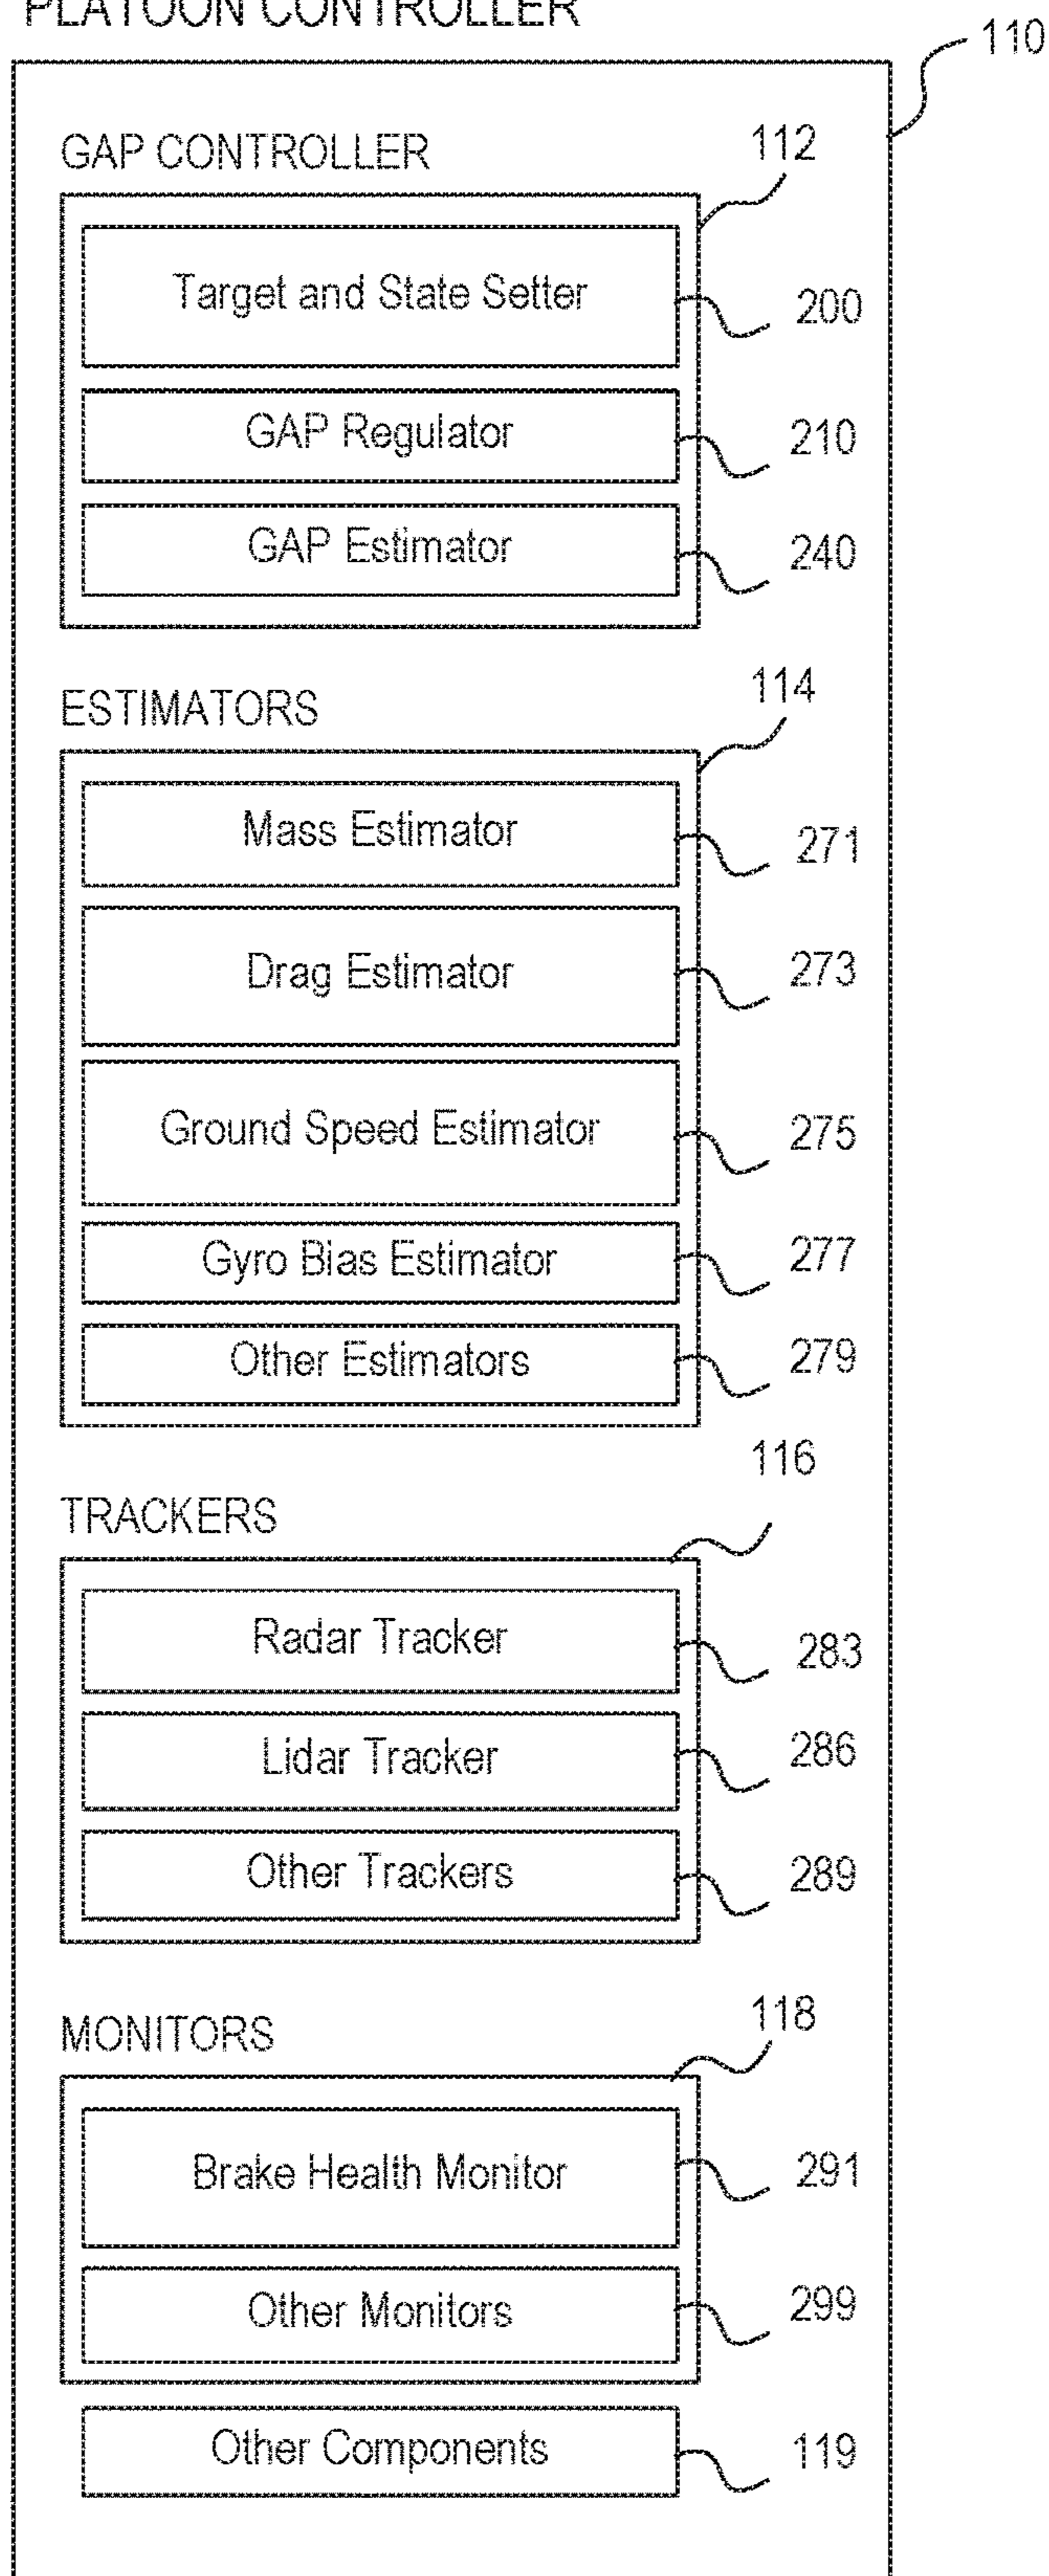 PLATOON CONTROLLER
110
GAP CONTROLLER
112
Target and State Setter
200
GAP Regulator
210
GAP Estimator
240
ESTIMATORS
114
Mass Estimator
271
Drag Estimator
273
Ground Speed Estimator
275
Gyro Bias Estimator
277
Other Estimators
279
116
TRACKERS
Radar Tracker
283
Lidar Tracker
286
Other Trackers
289
MONITORS
118
Brake Health Monitor
291
Other Monitors
299
Other Components
119